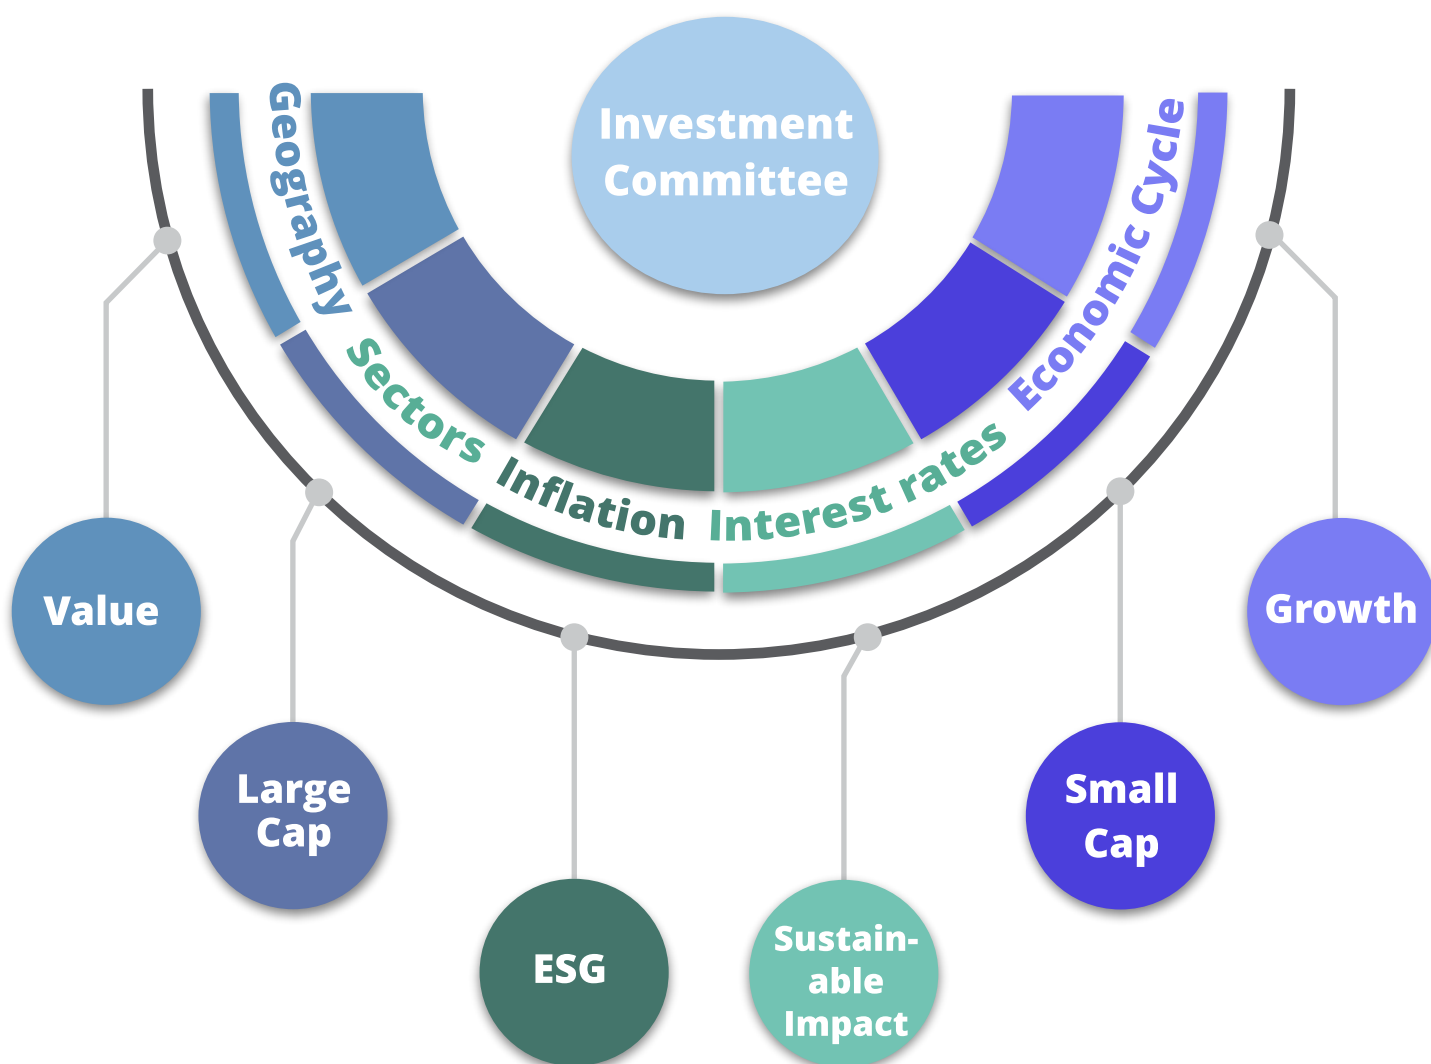 Investment
Committee
Geography
Sectors
Inflation
Interest rates
Economic Cycle
Value
Large
Cap
ESG
Sustain-
able
Impact
Small
Cap
Growth